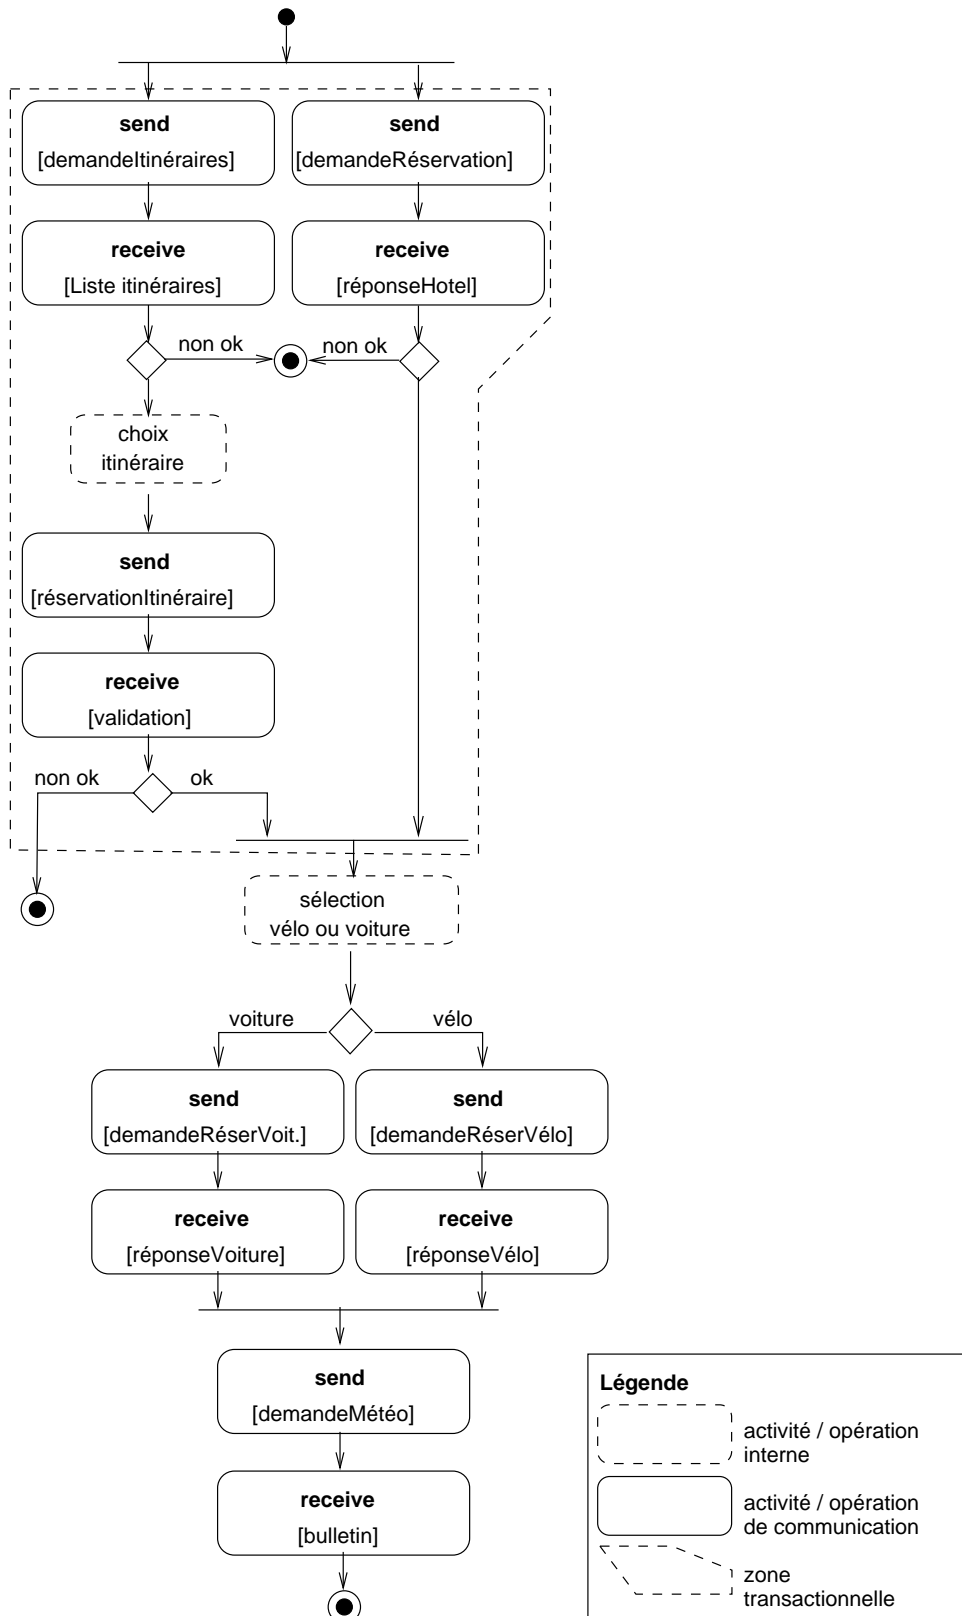 send
[demandeItinéraires]
send
[demandeRéservation]
receive
[Liste itinéraires]
receive
[réponseHotel]
non ok
non ok
choix
itinéraire
send
[réservationItinéraire]
receive
[validation]
non ok
ok
sélection
vélo ou voiture
voiture
vélo
send
[demandeRéserVoit.]
send
[demandeRéserVélo]
receive
[réponseVoiture]
receive
[réponseVélo]
send
[demandeMétéo]
receive
[bulletin]
Légende
activité / opération
interne
activité / opération
de communication
zone
transactionnelle